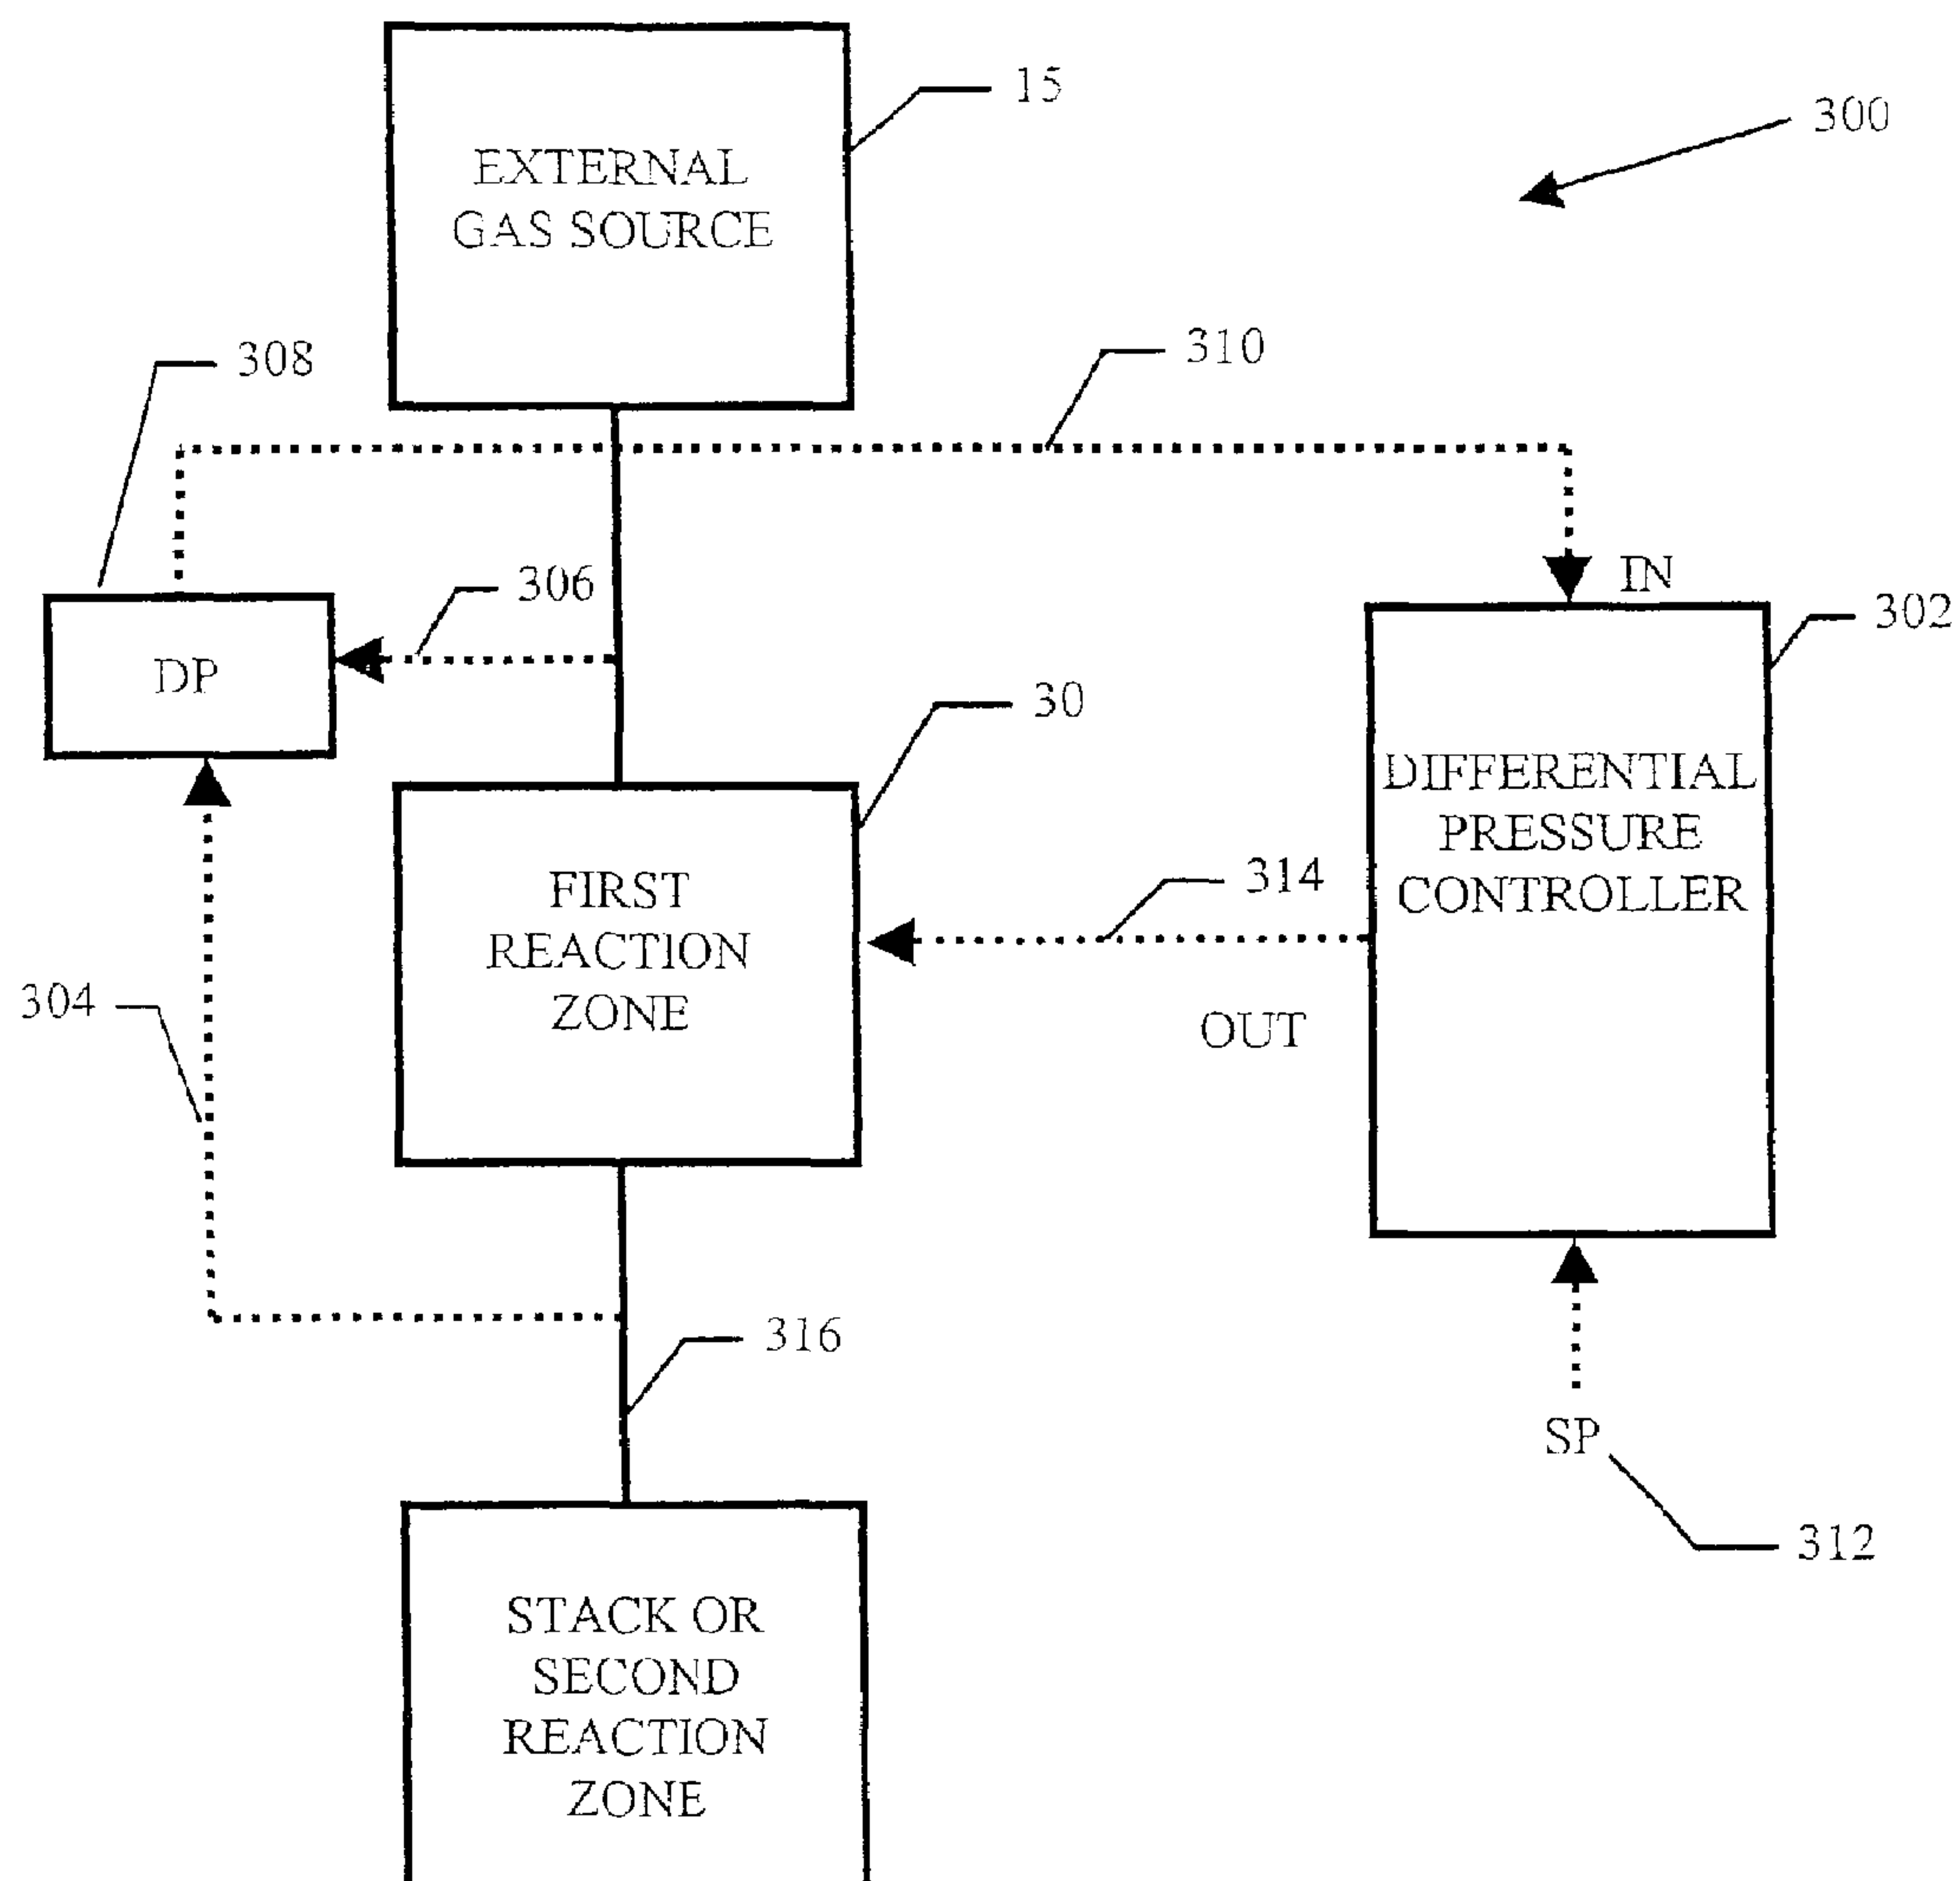 15
300
EXTERNAL
GAS SOURCE
310
308
IN
306
302
DP
30
DIFFERENTIAL
PRESSURE
CONTROLLER
FIRST
REACTION
ZONE
314
304
OUT
316
SP
312
STACK OR
SECOND
REACTION
ZONE